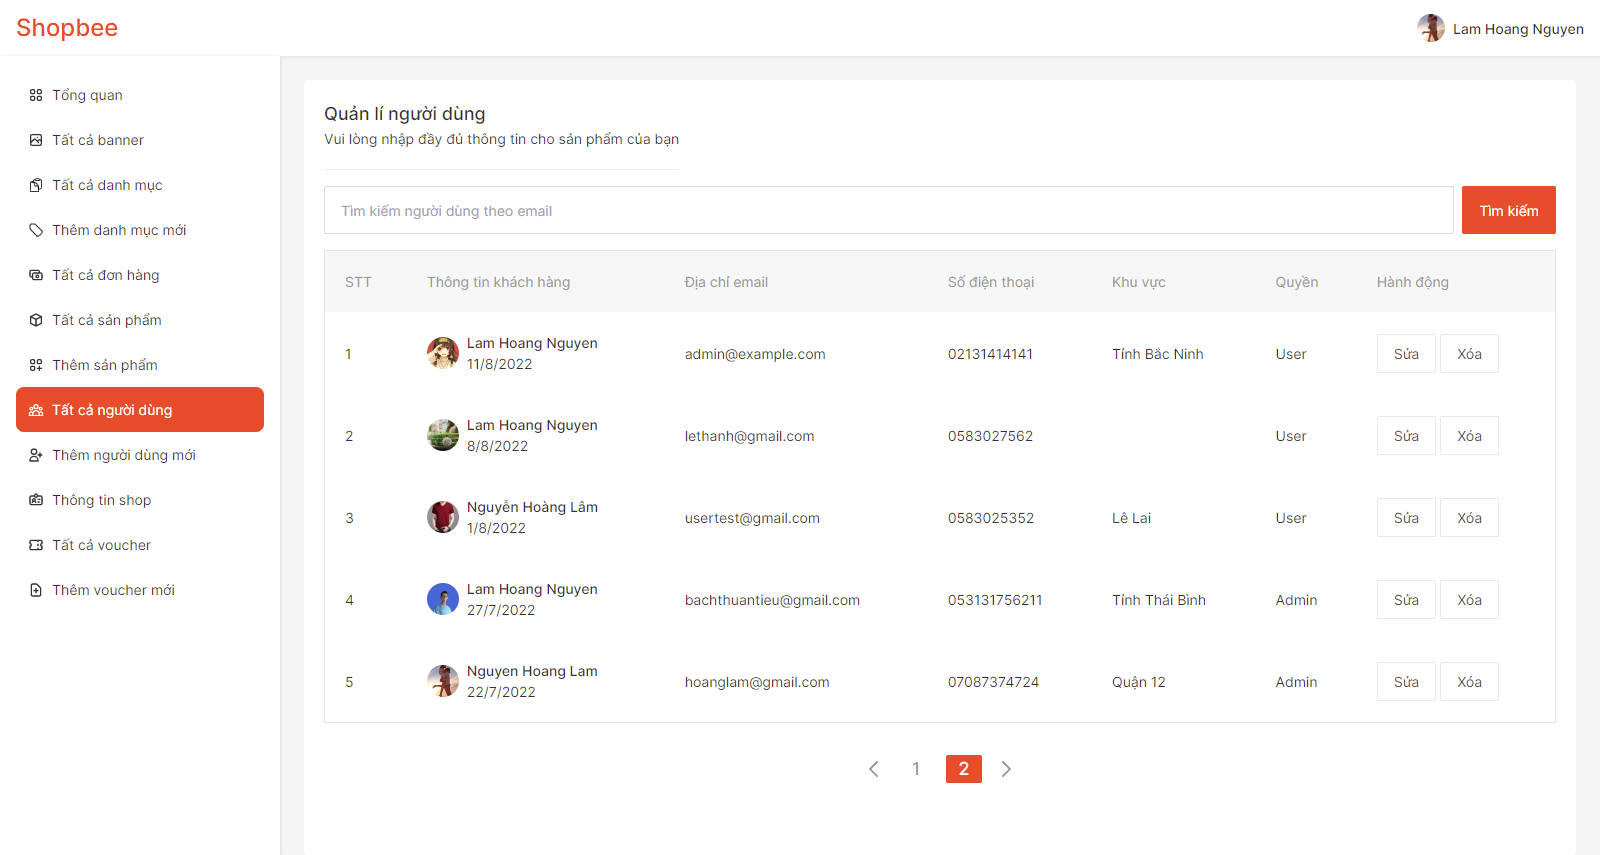 Shopbee
Lam Hoang Nguyen
Tổng quan
Tất cả banner
Tất cả danh mục
Thêm danh mục mới
Tất cả đơn hàng
Tất cả sản phẩm
Thêm sản phẩm
Tất cả người dùng
Thêm người dùng mới
Thông tin shop
Tất cả voucher
Thêm voucher mới
Quản lí người dùng
Vui lòng nhập đầy đủ thông tin cho sản phẩm của bạn
Tìm kiếm người dùng theo email
Tìm kiếm
STT Thông tin khách hàng Địa chỉ email Số điện thoại Khu vực Quyền Hành động
1 Lam Hoang Nguyen 11/8/2022 admin@example.com 02131414141 Tỉnh Bắc Ninh User Sửa Xóa
2 Lam Hoang Nguyen 8/8/2022 lethanh@gmail.com 0583027562 User Sửa Xóa
3 Nguyễn Hoàng Lâm 1/8/2022 usertest@gmail.com 0583025352 Lê Lai User Sửa Xóa
4 Lam Hoang Nguyen 27/7/2022 bachthuantieu@gmail.com 053131756211 Tỉnh Thái Bình Admin Sửa Xóa
5 Nguyen Hoang Lam 22/7/2022 hoanglam@gmail.com 07087374724 Quận 12 Admin Sửa Xóa
1 2